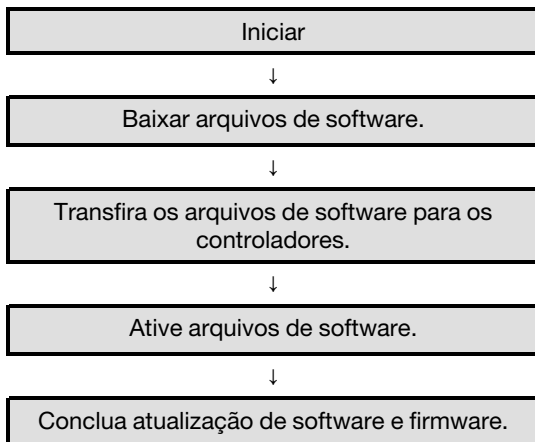 Iniciar
↓
Baixar arquivos de software.
↓
Transfira os arquivos de software para os
controladores.
↓
Ative arquivos de software.
↓
Conclua atualização de software e firmware.